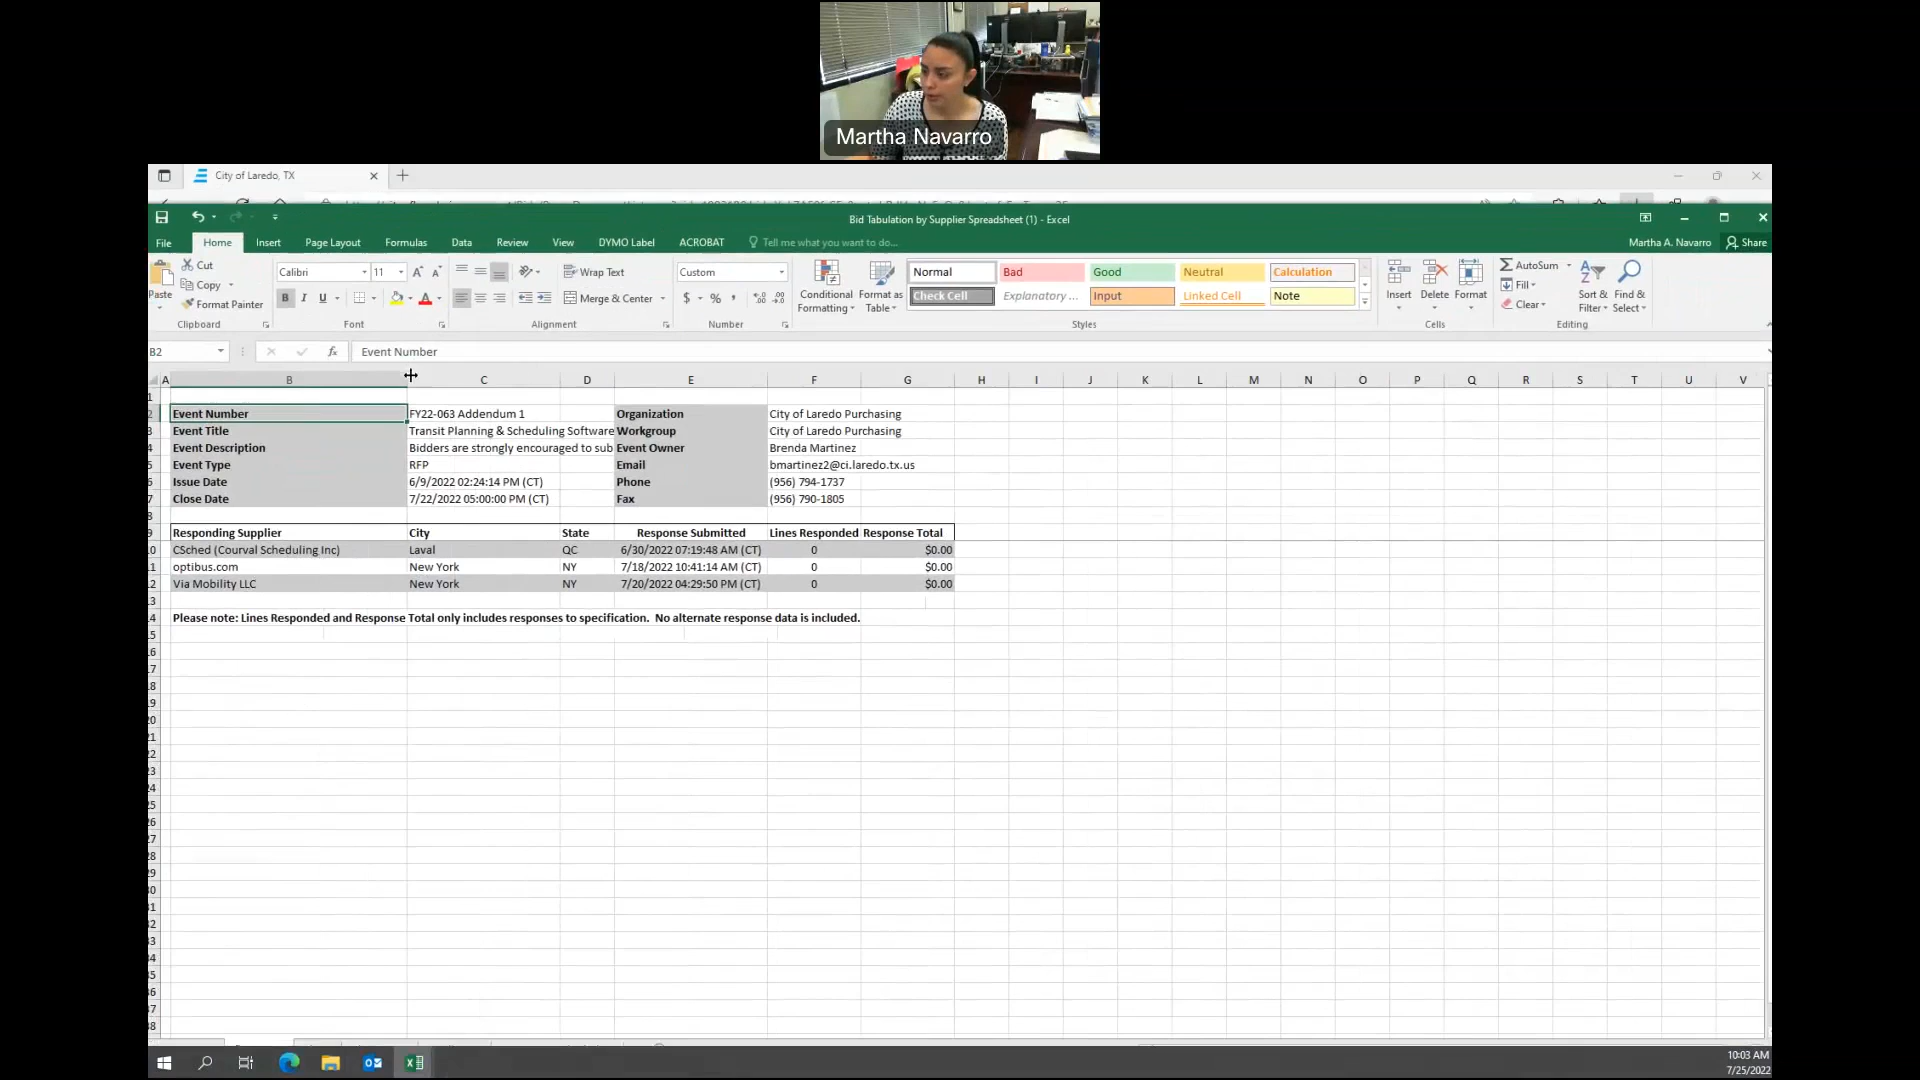 Martha Navarro
City of Laredo, TX
Bid Tabulation by Supplier Spreadsheet (1) - Excel
File Home Insert Page Layout Formulas Data Review View DYMO Label ACROBAT Tell me what you want to do... Martha A. Navarro Share
Paste
Cut
Copy
Format Painter
Clipboard
Calibri 11
B I U
Font
Wrap Text
Merge & Center
Alignment
Custom
$ % ,
Number
Conditional Formatting
Format as Table
Normal Bad Good Neutral Calculation
Check Cell Explanatory ... Input Linked Cell Note
Styles
Insert Delete Format
Cells
AutoSum
Fill
Clear
Sort & Filter
Find & Select
Editing
B2 fx Event Number
A B C D E F G H I J K L M N O P Q R S T U V
Event Number FY22-063 Addendum 1 Organization City of Laredo Purchasing
Event Title Transit Planning & Scheduling Software Workgroup City of Laredo Purchasing
Event Description Bidders are strongly encouraged to sub Event Owner Brenda Martinez
Event Type RFP Email bmartinez2@ci.laredo.tx.us
Issue Date 6/9/2022 02:24:14 PM (CT) Phone (956) 794-1737
Close Date 7/22/2022 05:00:00 PM (CT) Fax (956) 790-1805
Responding Supplier City State Response Submitted Lines Responded Response Total
CSched (Courval Scheduling Inc) Laval QC 6/30/2022 07:19:48 AM (CT) 0 $0.00
optibus.com New York NY 7/18/2022 10:41:14 AM (CT) 0 $0.00
Via Mobility LLC New York NY 7/20/2022 04:29:50 PM (CT) 0 $0.00
Please note: Lines Responded and Response Total only includes responses to specification. No alternate response data is included.
10:03 AM
7/25/2022